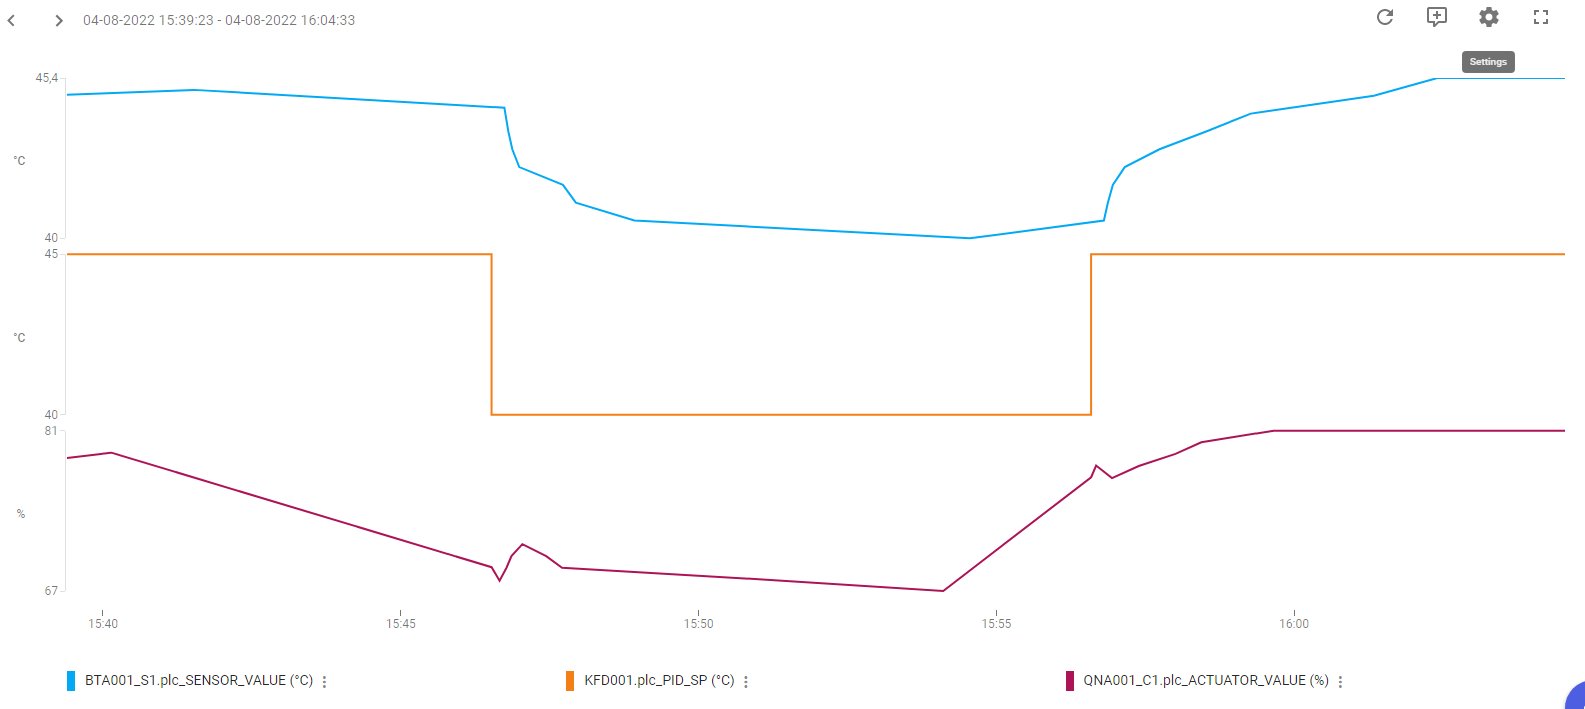 04-08-2022 15:39:23 - 04-08-2022 16:04:33
Settings
45,4
°C
40
45
°C
40
81
%
67
15:40 15:45 15:50 15:55 16:00
BTA001_S1.plc_SENSOR_VALUE (°C) KFD001.plc_PID_SP (°C) QNA001_C1.plc_ACTUATOR_VALUE (%)